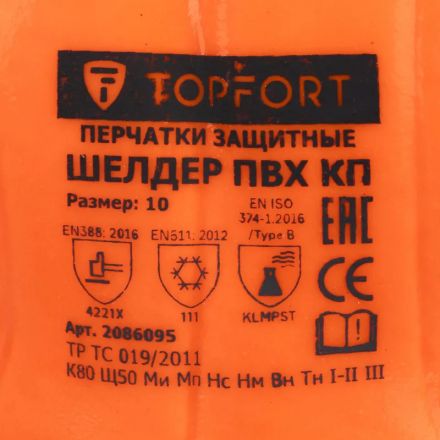 TOPFORT
ПЕРЧАТКИ ЗАЩИТНЫЕ
ШЕЛДЕР ПВХ КП
Размер: 10
EN388: 2016
EN511: 2012
EN ISO
374-1:2016
/Type B
EAC
CE
4221X
111
KLMPST
Арт. 2086095
ТР ТС 019/2011
К80 Щ50 Ми Мп Нс Нм Вн Тн I-II III